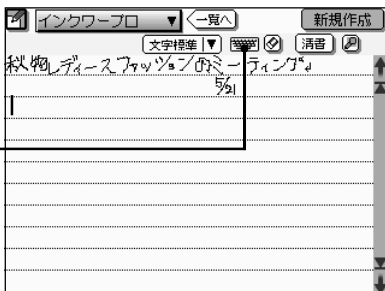 インクワープロ ▼ 一覧へ 新規作成
文字標準 ▼ 清書
秋物レディースファッションのミーティング
5/21